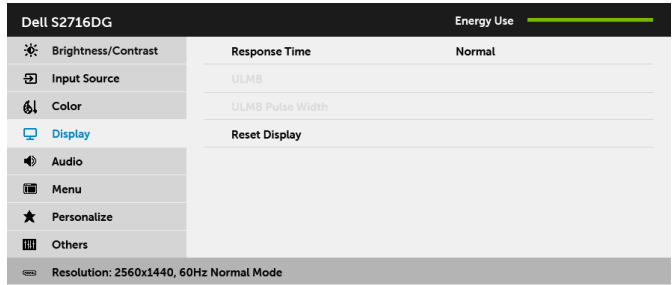 Dell S2716DG Energy Use
Brightness/Contrast Response Time Normal
Input Source ULMB
Color ULMB Pulse Width
Display Reset Display
Audio
Menu
Personalize
Others
Resolution: 2560x1440, 60Hz Normal Mode